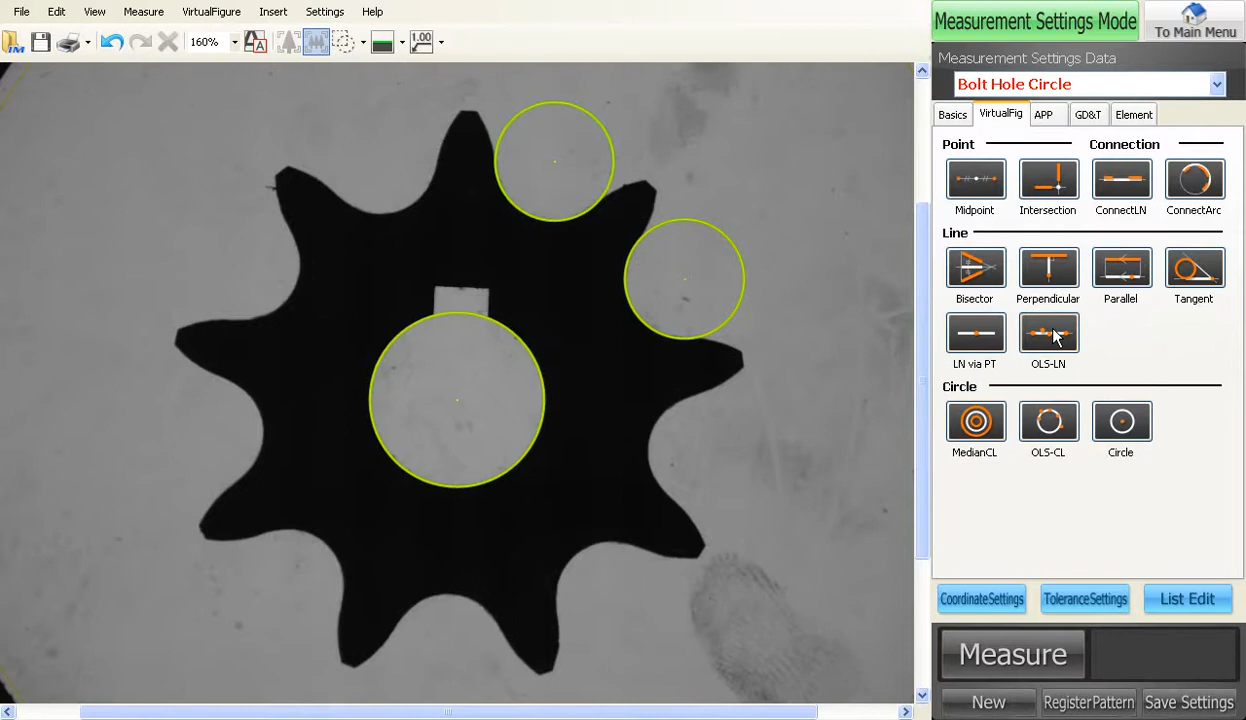 File Edit View Measure VirtualFigure Insert Settings Help
Measurement Settings Mode
To Main Menu
IM
160%
A A
1.00
Measurement Settings Data
Bolt Hole Circle
Basics VirtualFig APP GD&T Element
Point Connection
Midpoint Intersection ConnectLN ConnectArc
Line
Bisector Perpendicular Parallel Tangent
LN via PT OLS-LN
Circle
MedianCL OLS-CL Circle
CoordinateSettings ToleranceSettings List Edit
Measure
New RegisterPattern Save Settings